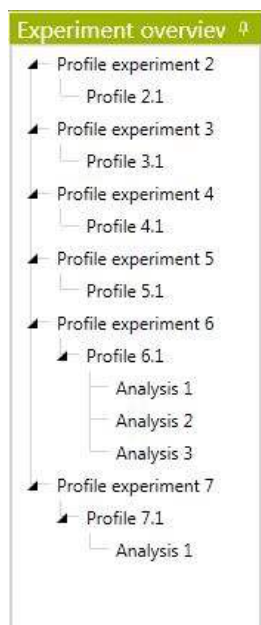 Experiment overview
Profile experiment 2
Profile 2.1
Profile experiment 3
Profile 3.1
Profile experiment 4
Profile 4.1
Profile experiment 5
Profile 5.1
Profile experiment 6
Profile 6.1
Analysis 1
Analysis 2
Analysis 3
Profile experiment 7
Profile 7.1
Analysis 1